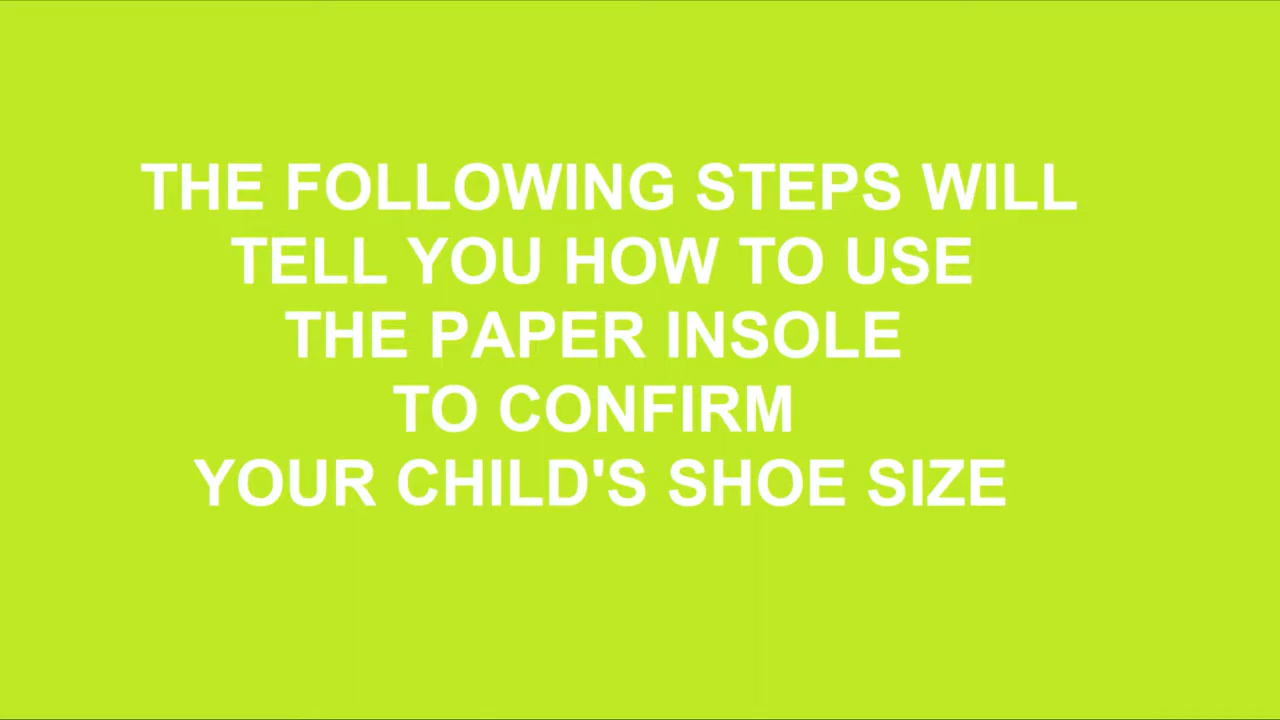 THE FOLLOWING STEPS WILL
TELL YOU HOW TO USE
THE PAPER INSOLE
TO CONFIRM
YOUR CHILD'S SHOE SIZE